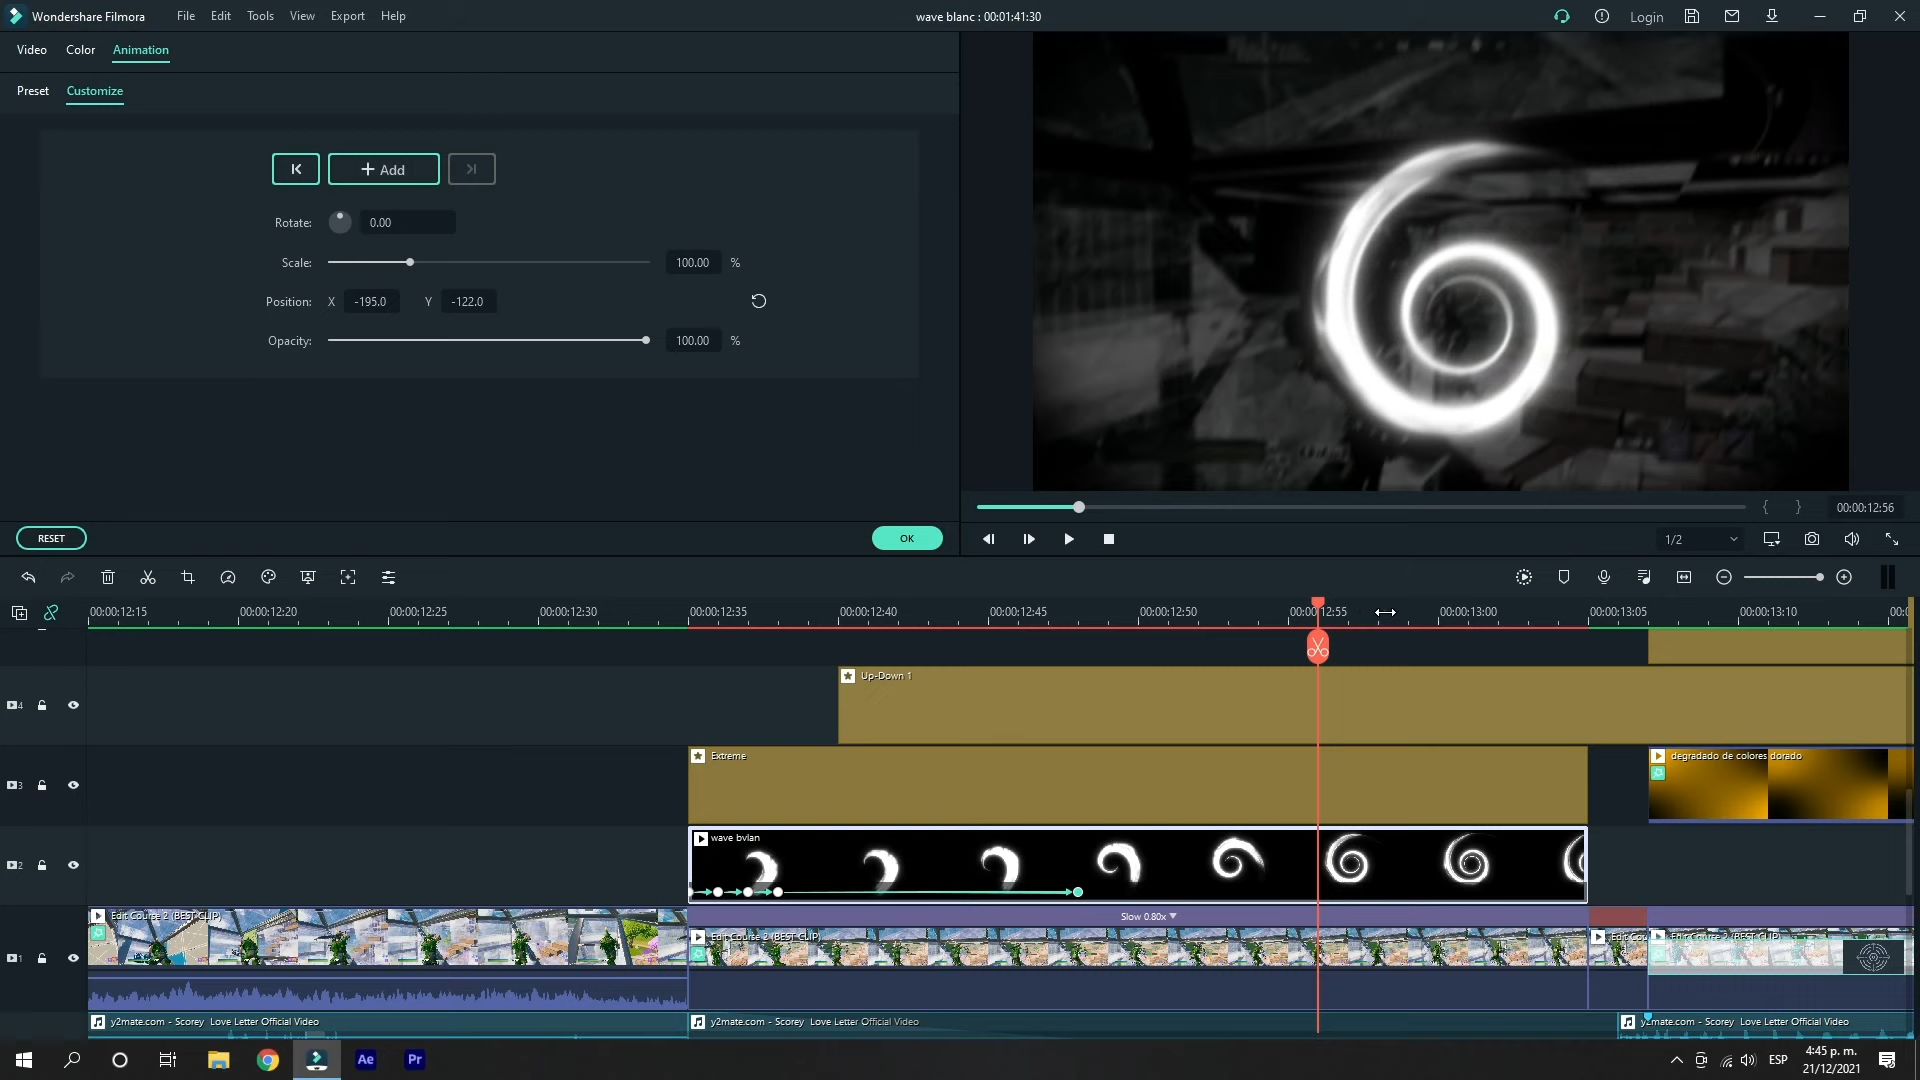 Wondershare Filmora File Edit Tools View Export Help wave blanc : 00:01:41:30 Login
Video Color Animation
Preset Customize
Add
Rotate: 0.00
Scale: 100.00 %
Position: X -195.0 Y -122.0
Opacity: 100.00 %
RESET OK
00:00:12:56
1/2
00:00:12:15 00:00:12:20 00:00:12:25 00:00:12:30 00:00:12:35 00:00:12:40 00:00:12:45 00:00:12:50 00:00:12:55 00:00:13:00 00:00:13:05 00:00:13:10
4 Up-Down 1
3 Extreme degradado de colores dorado
2 wave bvlan
Slow 0.80x
1 Edit Course 2 (BEST CLIP) Edit Course 2 (BEST CLIP) Edit Cou Edit Course 2 (BEST CLIP)
y2mate.com - Scorey Love Letter Official Video y2mate.com - Scorey Love Letter Official Video y2mate.com - Scorey Love Letter Official Video
Ae Pr ESP 4:45 p. m.
21/12/2021